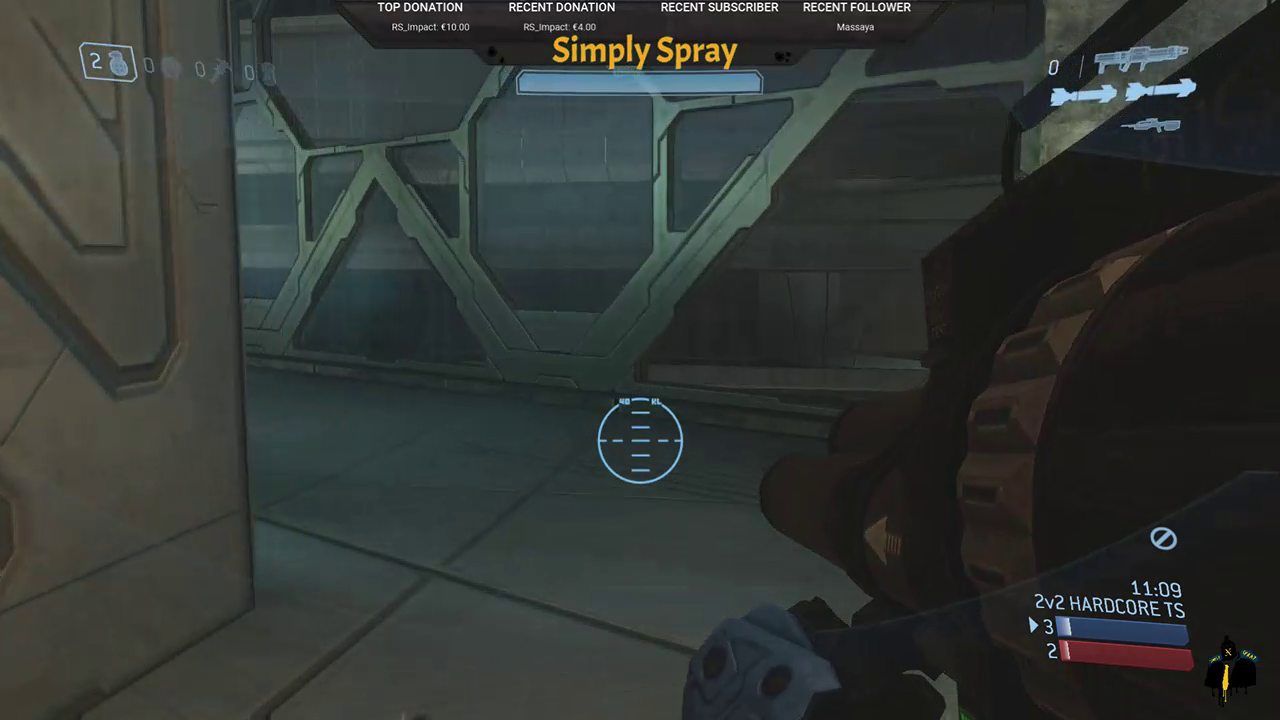 TOP DONATION
RECENT DONATION
RECENT SUBSCRIBER
RECENT FOLLOWER
RS_Impact: €10.00
RS_Impact: €4.00
Massaya
Simply Spray
2
0
0
0
0
11:09
2v2 HARDCORE TS
3
2